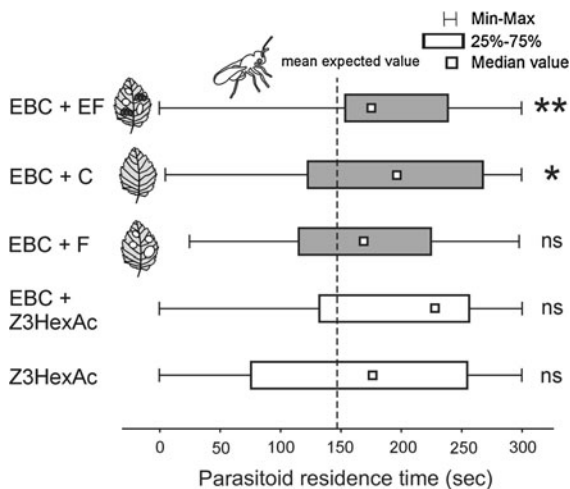 Min-Max
25%-75%
Median value
mean expected value
EBC + EF
**
EBC + C
*
EBC + F
ns
EBC +
Z3HexAc
ns
Z3HexAc
ns
0 50 100 150 200 250 300
Parasitoid residence time (sec)